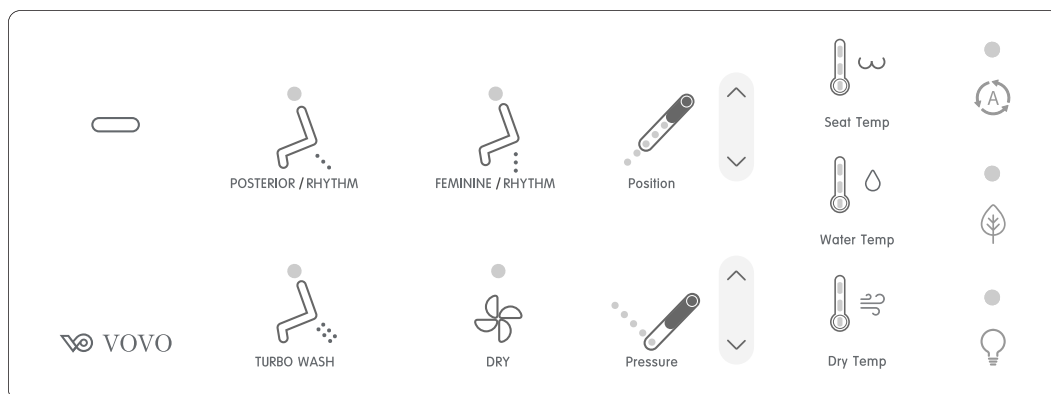 POSTERIOR / RHYTHM
FEMININE / RHYTHM
Position
Seat Temp
A
Water Temp
VOVO
TURBO WASH
DRY
Pressure
Dry Temp